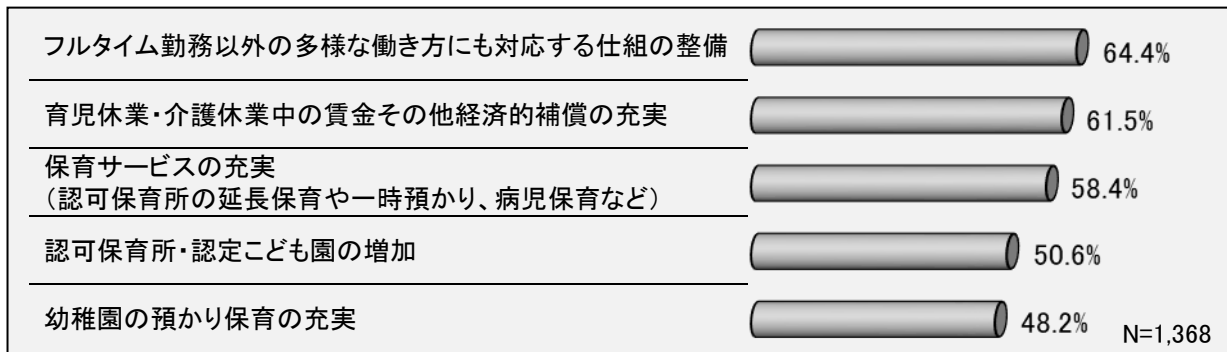 フルタイム勤務以外の多様な働き方にも対応する仕組の整備 64.4%
育児休業・介護休業中の賃金その他経済的補償の充実 61.5%
保育サービスの充実
（認可保育所の延長保育や一時預かり、病児保育など） 58.4%
認可保育所・認定こども園の増加 50.6%
幼稚園の預かり保育の充実 48.2%
N=1,368